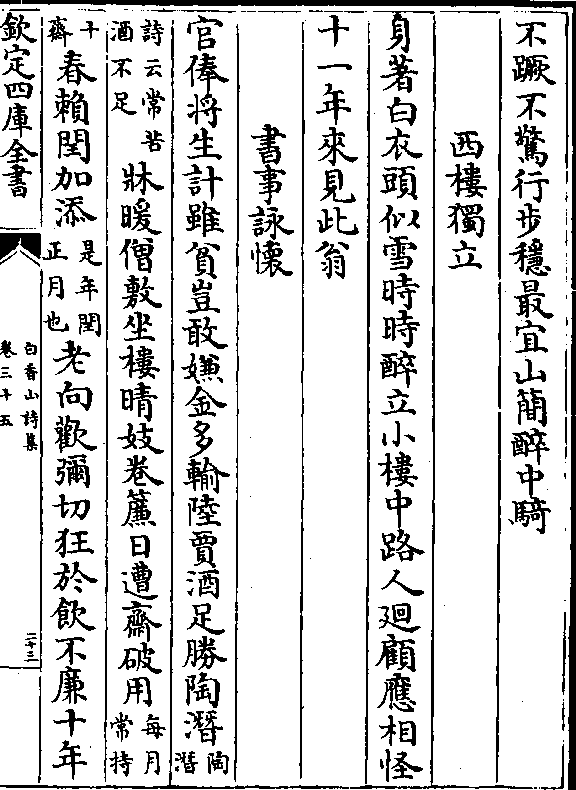 不蹶不驚行步穩最宜山簡醉中騎
西樓獨立
身著白衣頭似雪時時醉立小樓中路人廻顧應相怪
十一年來見此翁
書事詠懷
官俸將生計雖貧豈敢嫌金多輸陸賈酒足勝陶潛陶潛
詩云常苦酒不足牀暖僧敷坐樓晴妓卷簾日遭齋破用每月常持
十齋春賴閏加添是年閏正月也老向歡彌切狂於飲不廉十年
欽定四庫全書
白香山詩集
卷三十五
二十三